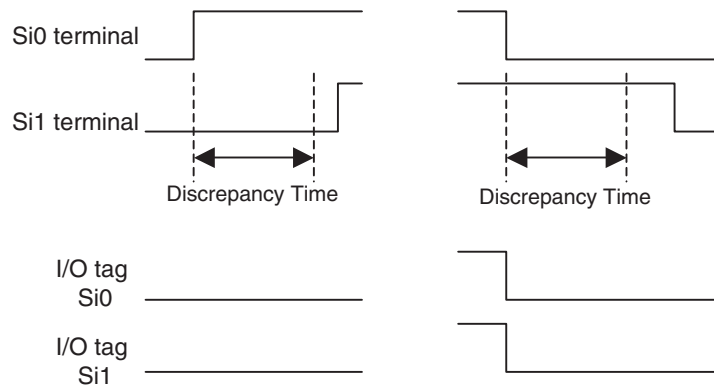 Si0 terminal
Si1 terminal
Discrepancy Time
Discrepancy Time
I/O tag
Si0
I/O tag
Si1